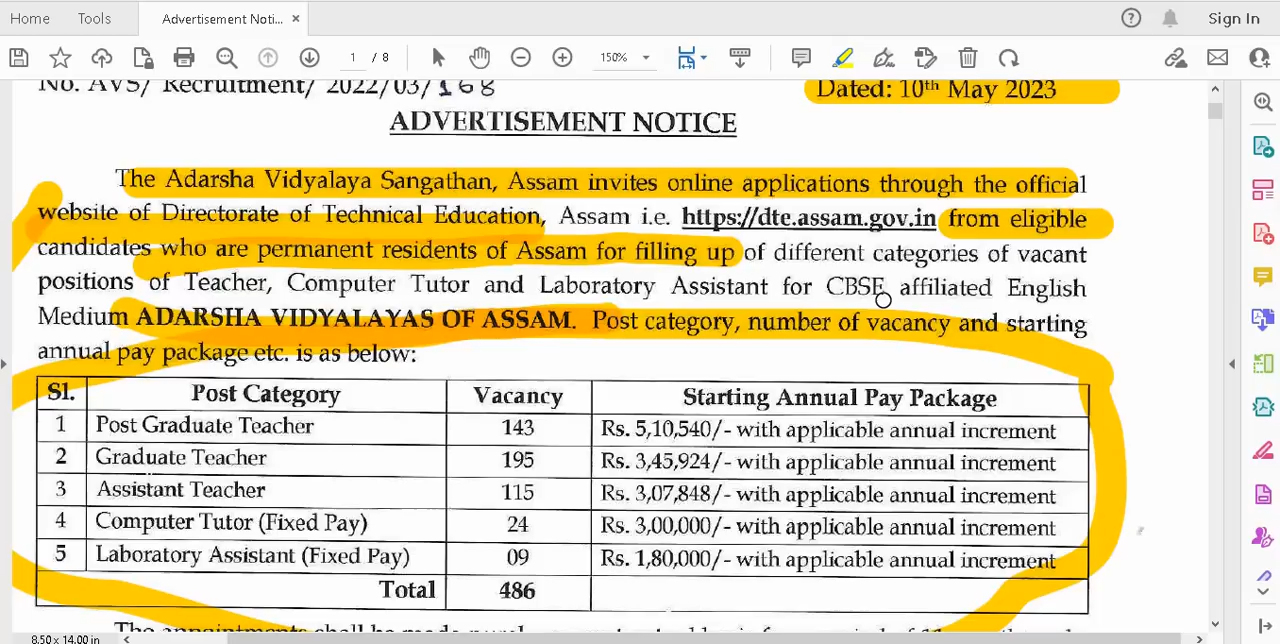 Home Tools Advertisement Noti... × Sign In
1 / 8 150%
No. AVS/ Recruitment/ 2022/03/168 Dated: 10th May 2023
ADVERTISEMENT NOTICE
The Adarsha Vidyalaya Sangathan, Assam invites online applications through the official
website of Directorate of Technical Education, Assam i.e. https://dte.assam.gov.in from eligible
candidates who are permanent residents of Assam for filling up of different categories of vacant
positions of Teacher, Computer Tutor and Laboratory Assistant for CBSE affiliated English
Medium ADARSHA VIDYALAYAS OF ASSAM. Post category, number of vacancy and starting
annual pay package etc. is as below:
Sl. Post Category Vacancy Starting Annual Pay Package
1 Post Graduate Teacher 143 Rs. 5,10,540/- with applicable annual increment
2 Graduate Teacher 195 Rs. 3,45,924/- with applicable annual increment
3 Assistant Teacher 115 Rs. 3,07,848/- with applicable annual increment
4 Computer Tutor (Fixed Pay) 24 Rs. 3,00,000/- with applicable annual increment
5 Laboratory Assistant (Fixed Pay) 09 Rs. 1,80,000/- with applicable annual increment
Total 486
The appointments shall be made purely
8.50 x 14.00 in